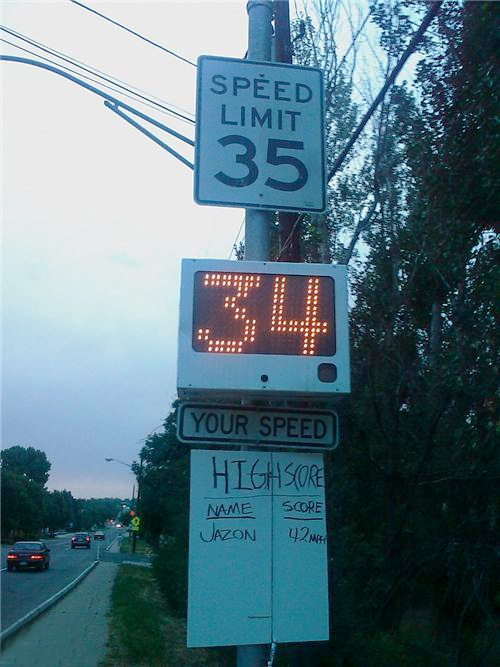 SPEED
LIMIT
35
34
YOUR SPEED
HIGH SCORE
NAME SCORE
JAZON 42 MPH